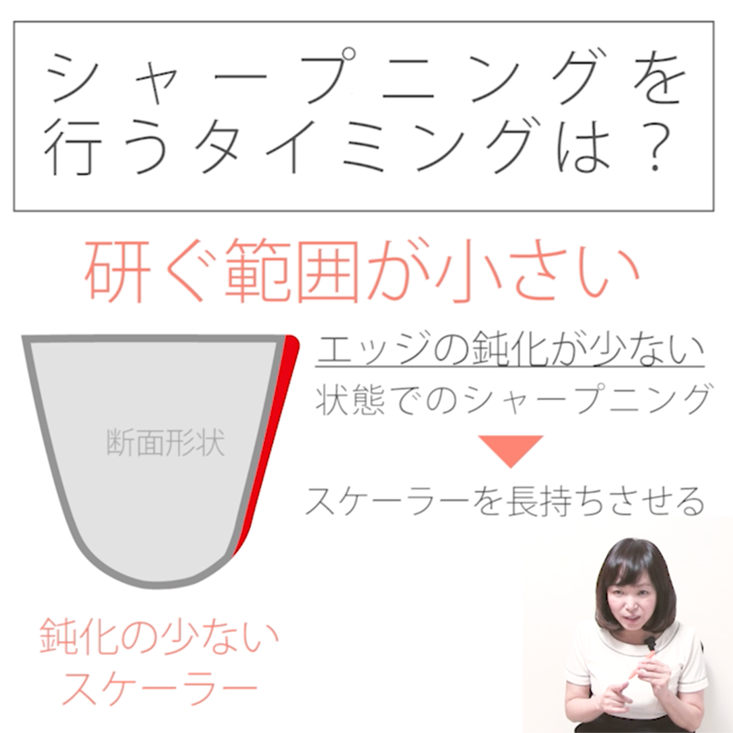 シャープニングを
行うタイミングは？
研ぐ範囲が小さい
エッジの鈍化が少ない
状態でのシャープニング
スケーラーを長持ちさせる
断面形状
鈍化の少ない
スケーラー